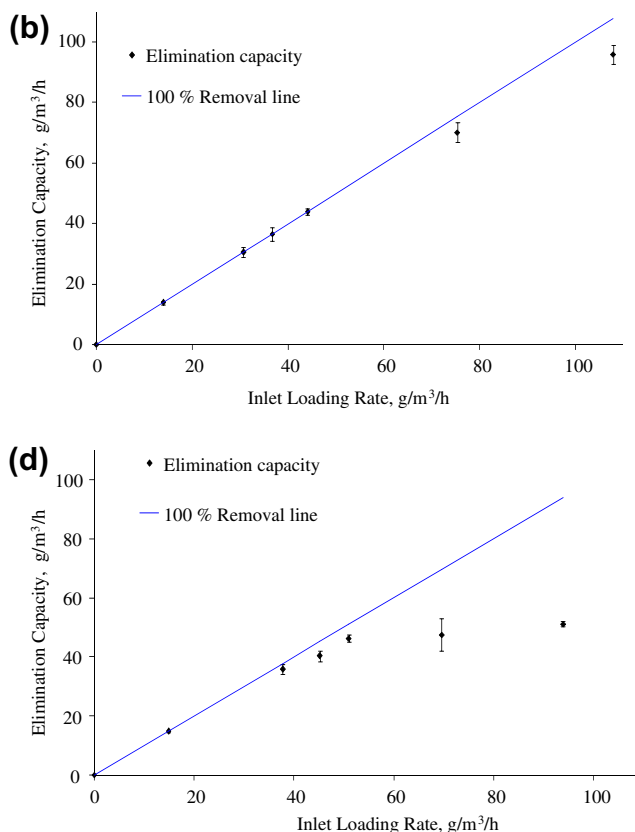 (b)
100
80
60
40
20
0
Elimination Capacity, g/m³/h
Elimination capacity
100 % Removal line
0 20 40 60 80 100
Inlet Loading Rate, g/m³/h
(d)
100
80
60
40
20
0
Elimination Capacity, g/m³/h
Elimination capacity
100 % Removal line
0 20 40 60 80 100
Inlet Loading Rate, g/m³/h